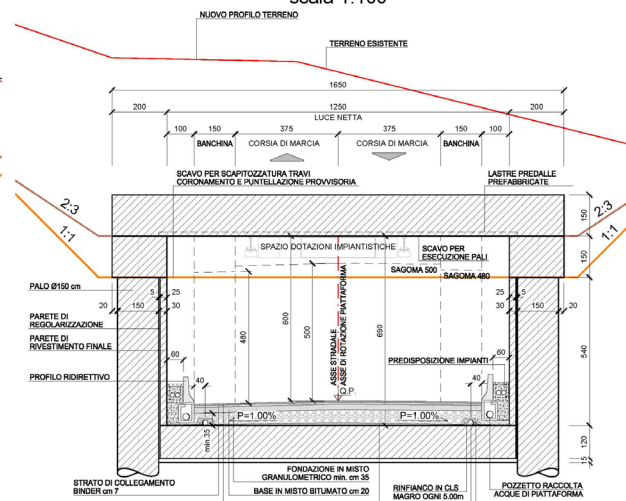 scala 1:100
NUOVO PROFILO TERRENO
TERRENO ESISTENTE
1650
200
1250
200
LUCE NETTA
100
150
375
375
150
100
BANCHINA
CORSIA DI MARCIA
CORSIA DI MARCIA
BANCHINA
SCAVO PER SCAPITOZZATURA TRAVI
CORONAMENTO E PUNTELLAZIONE PROVVISORIA
LASTRE PREDALLE
PREFABBRICATE
2:3
1:1
2:3
1:1
150
150
SPAZIO DOTAZIONI IMPIANTISTICHE
SCAVO PER
ESECUZIONE PALI
SAGOMA 500
SAGOMA 480
PALO Ø150 cm
20
150
5
25
30
5
25
30
150
20
PARETE DI
REGOLARIZZAZIONE
PARETE DI
RIVESTIMENTO FINALE
PROFILO RIDIRETTIVO
60
40
480
600
500
690
540
ASSE STRADALE
ASSE DI ROTAZIONE PIATTAFORMA
P.
PREDISPOSIZIONE IMPIANTI
60
40
P=1.00%
P=1.00%
min.35
120
15
STRATO DI COLLEGAMENTO
BINDER cm 7
FONDAZIONE IN MISTO
GRANULOMETRICO min. cm 35
BASE IN MISTO BITUMATO cm 20
RINFIANCO IN CLS
MAGRO OGNI 5.00m
POZZETTO RACCOLTA
ACQUE DI PIATTAFORMA